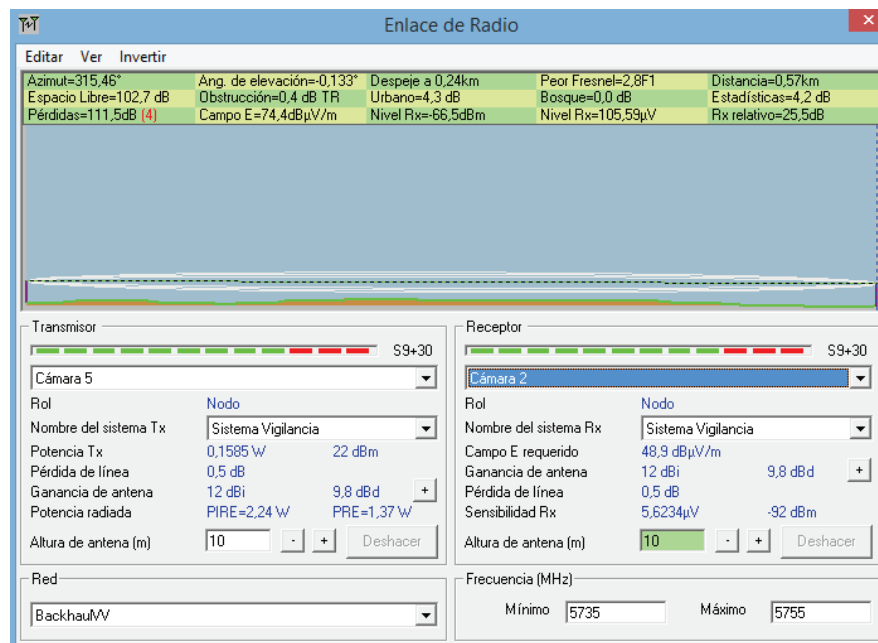 Enlace de Radio
Editar Ver Invertir
Azimut=315,46° Ang. de elevación=-0,133° Despeje a 0,24km Peor Fresnel=2,8F1 Distancia=0,57km
Espacio Libre=102,7 dB Obstrucción=0,4 dB TR Urbano=4,3 dB Bosque=0,0 dB Estadísticas=4,2 dB
Pérdidas=111,5dB (4) Campo E=74,4dBµV/m Nivel Rx=-66,5dBm Nivel Rx=105,59µV Rx relativo=25,5dB
Transmisor
S9+30
Cámara 5
Rol Nodo
Nombre del sistema Tx Sistema Vigilancia
Potencia Tx 0,1585 W 22 dBm
Pérdida de línea 0,5 dB
Ganancia de antena 12 dBi 9,8 dBd +
Potencia radiada PIRE=2,24 W PRE=1,37 W
Altura de antena (m) 10 - + Deshacer
Receptor
S9+30
Cámara 2
Rol Nodo
Nombre del sistema Rx Sistema Vigilancia
Campo E requerido 48,9 dBµV/m
Ganancia de antena 12 dBi 9,8 dBd +
Pérdida de línea 0,5 dB
Sensibilidad Rx 5,6234µV -92 dBm
Altura de antena (m) 10 - + Deshacer
Red
BackhaulVV
Frecuencia (MHz)
Mínimo 5735 Máximo 5755